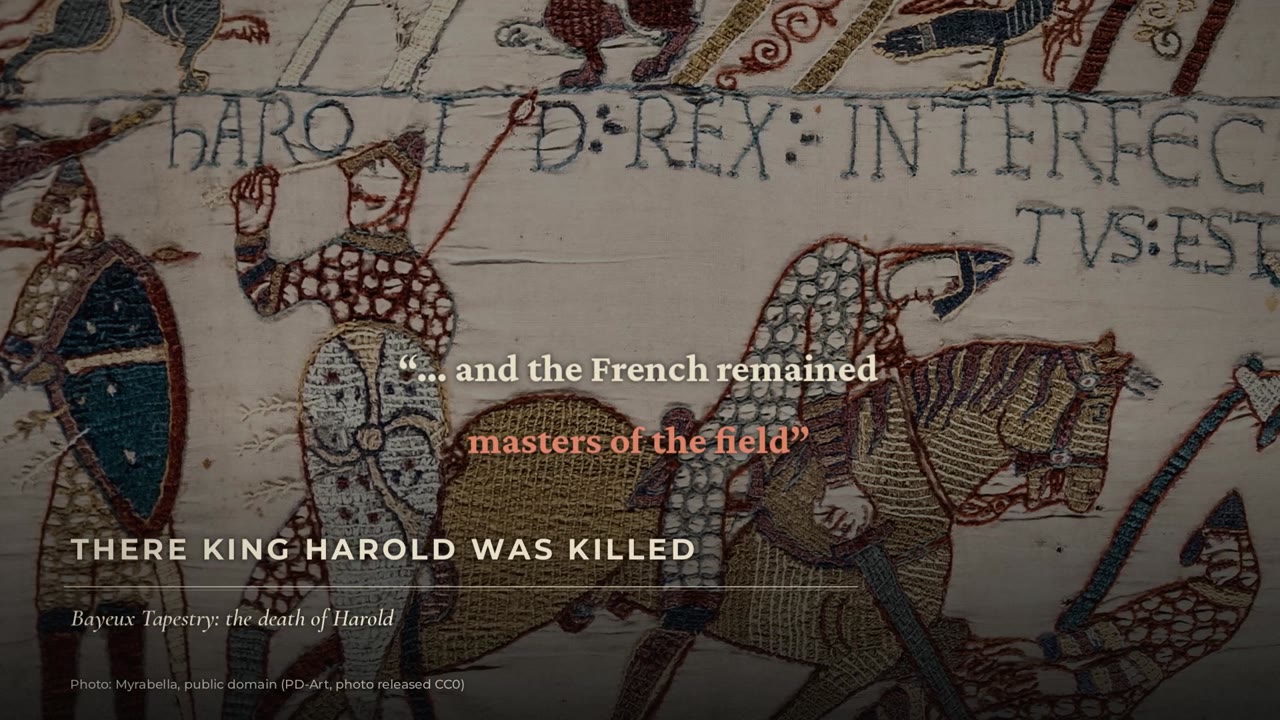 hAROLD:REX:INTERFEC
TVS:EST
“... and the French remained
masters of the field”
THERE KING HAROLD WAS KILLED
Bayeux Tapestry: the death of Harold
Photo: Myrabella, public domain (PD-Art, photo released CC0)